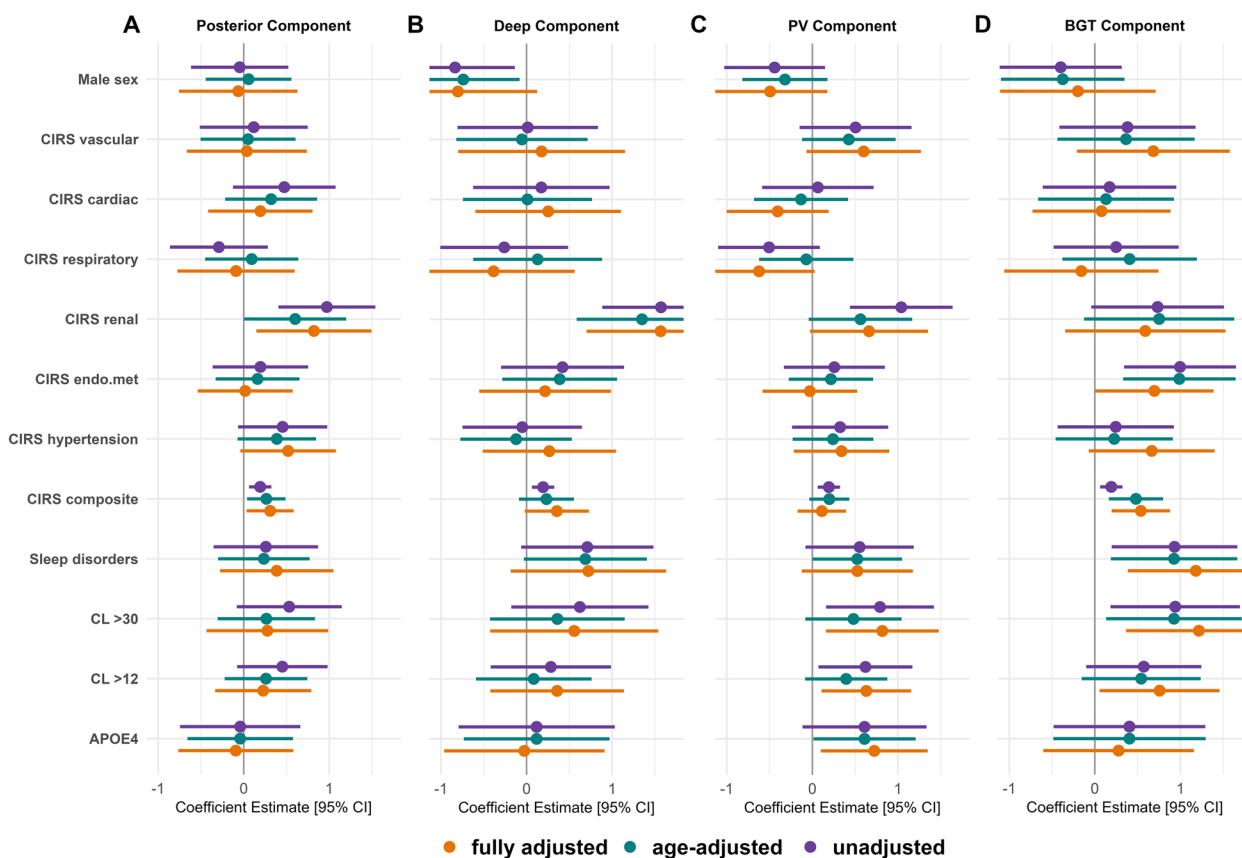 A Posterior Component B Deep Component C PV Component D BGT Component
Male sex
CIRS vascular
CIRS cardiac
CIRS respiratory
CIRS renal
CIRS endo.met
CIRS hypertension
CIRS composite
Sleep disorders
CL >30
CL >12
APOE4
-1 0 1 -1 0 1 -1 0 1 -1 0 1
Coefficient Estimate [95% CI] Coefficient Estimate [95% CI] Coefficient Estimate [95% CI] Coefficient Estimate [95% CI]
fully adjusted age-adjusted unadjusted